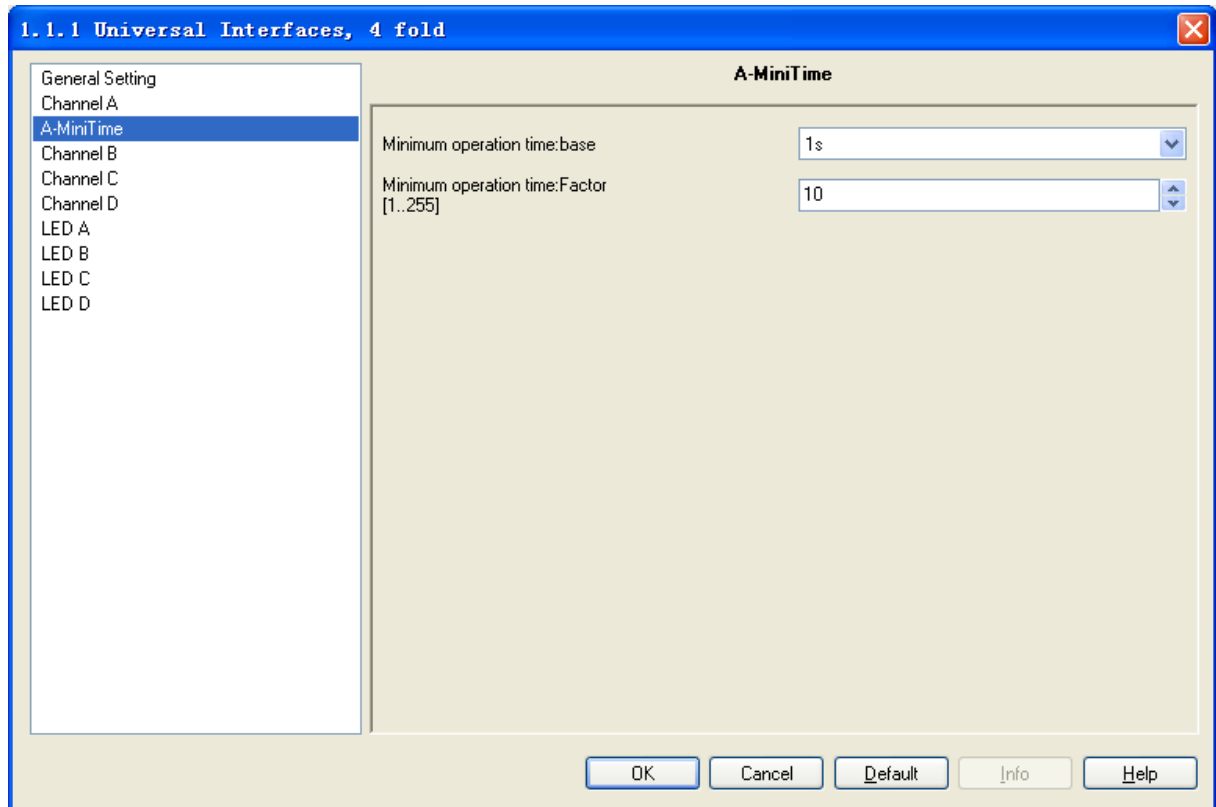 1.1.1 Universal Interfaces, 4 fold
General Setting
Channel A
A-MiniTime
Channel B
Channel C
Channel D
LED A
LED B
LED C
LED D
A-MiniTime
Minimum operation time:base
1s
Minimum operation time:Factor
[1..255]
10
OK
Cancel
Default
Info
Help